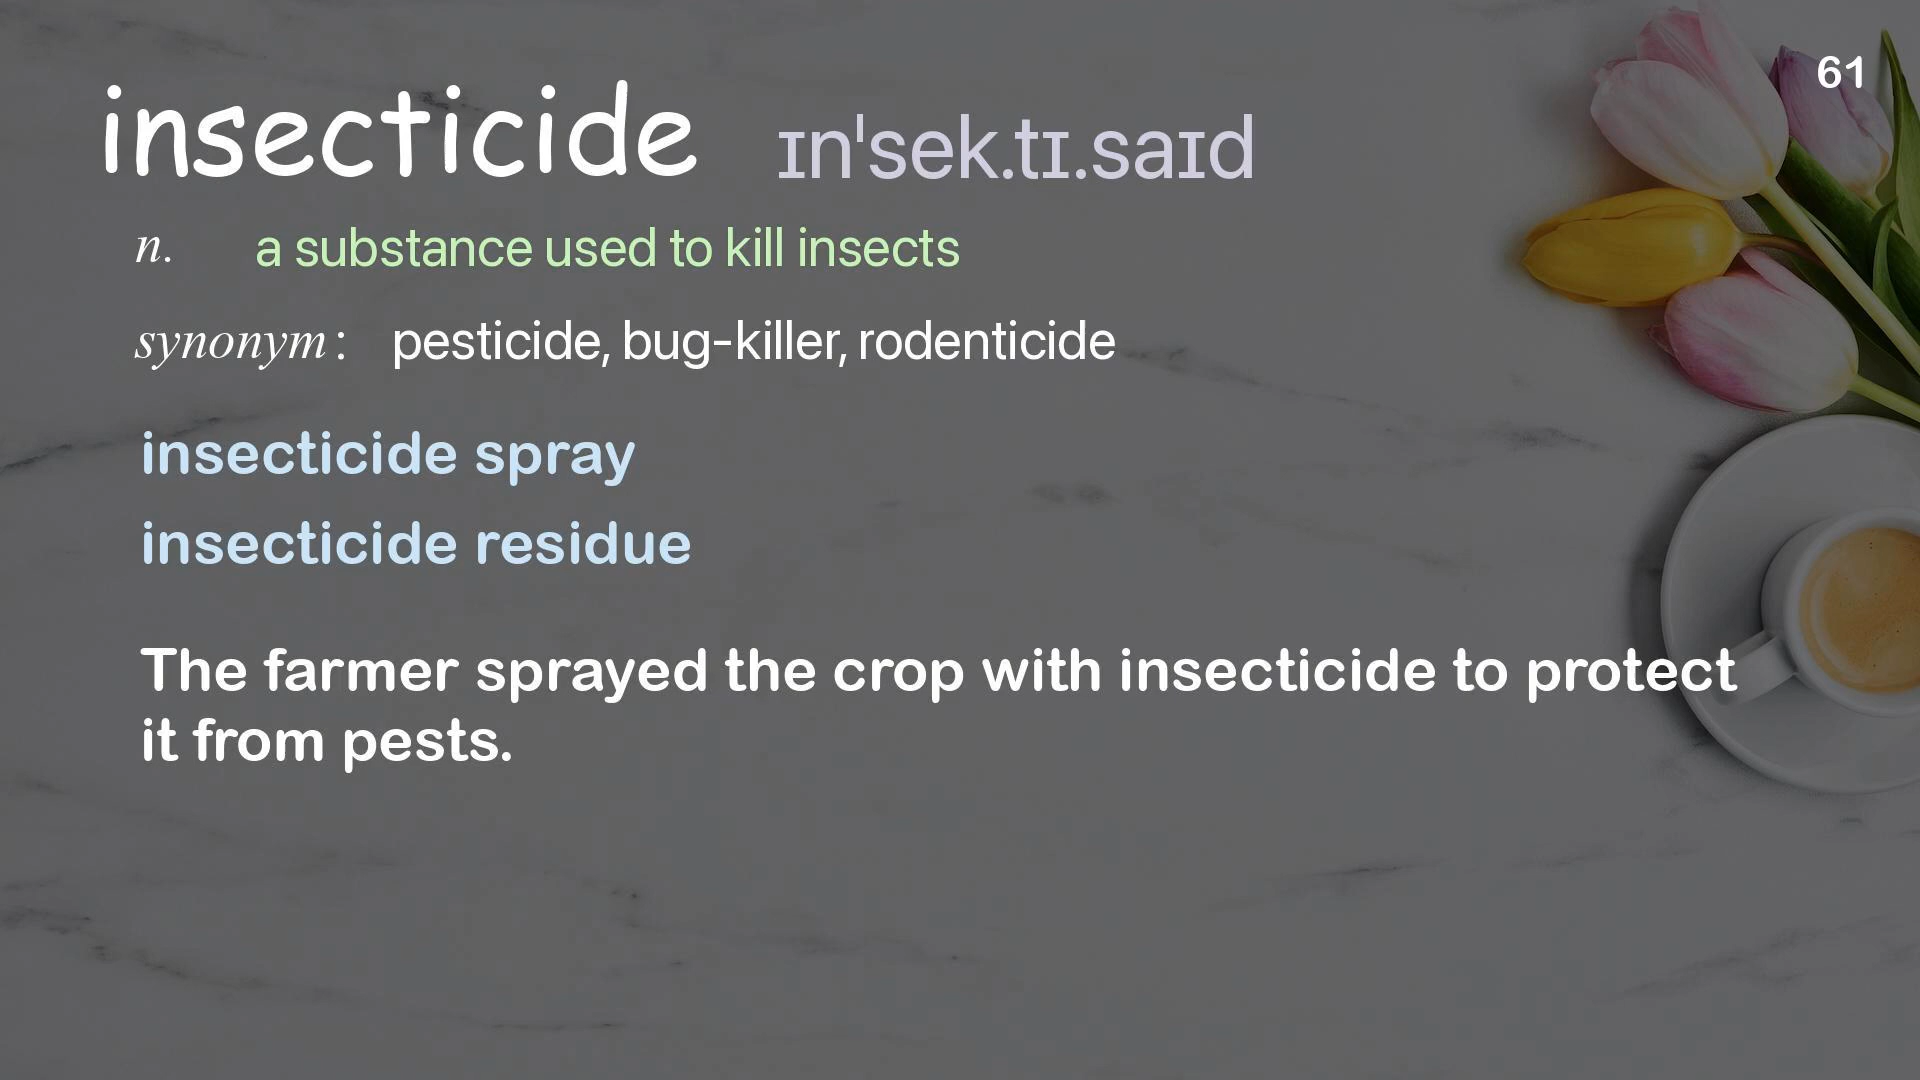 61
insecticide ɪnˈsek.tɪ.saɪd
n. a substance used to kill insects
synonym : pesticide, bug-killer, rodenticide
insecticide spray
insecticide residue
The farmer sprayed the crop with insecticide to protect
it from pests.